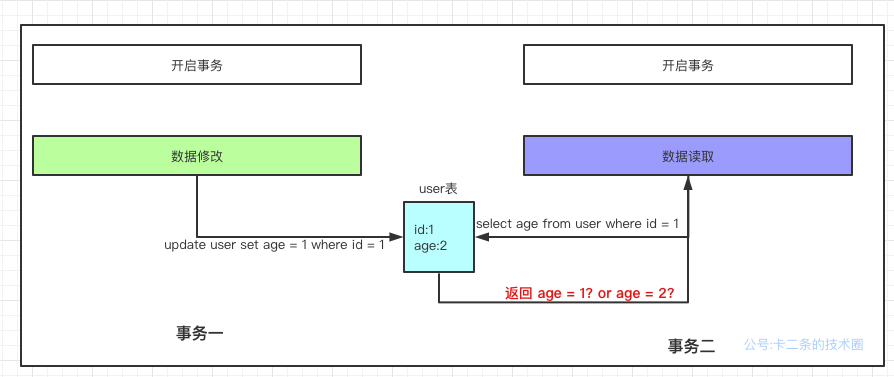 开启事务
开启事务
数据修改
数据读取
user表
id:1
age:2
select age from user where id = 1
update user set age = 1 where id = 1
返回 age = 1? or age = 2?
事务一
事务二
公号:卡二条的技术圈